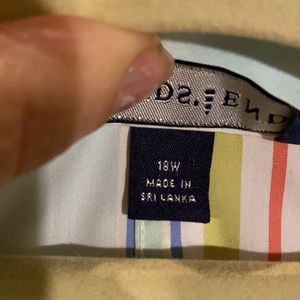 DS. END
18W
MADE IN
SRI LANKA